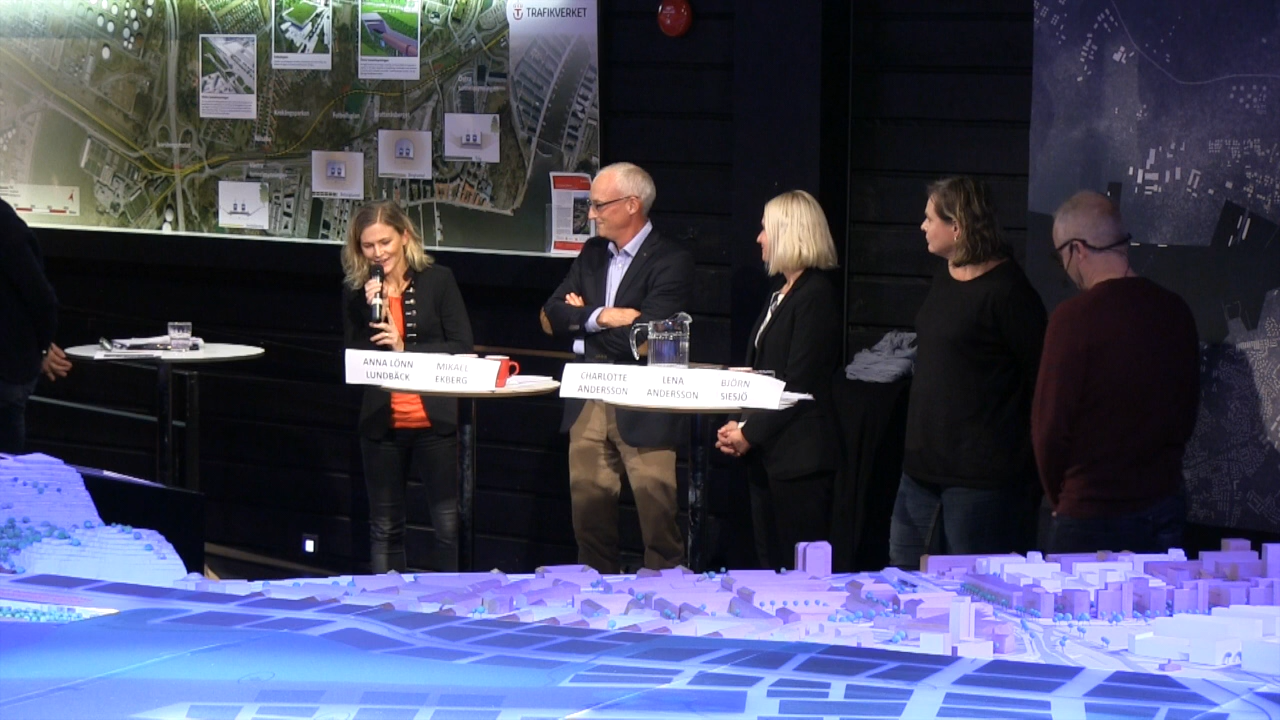 TRAFIKVERKET
ANNA LÖNN
LUNDBÄCK
MIKAEL
EKBERG
CHARLOTTE
ANDERSSON
LENA
ANDERSSON
BJÖRN
SIESJÖ